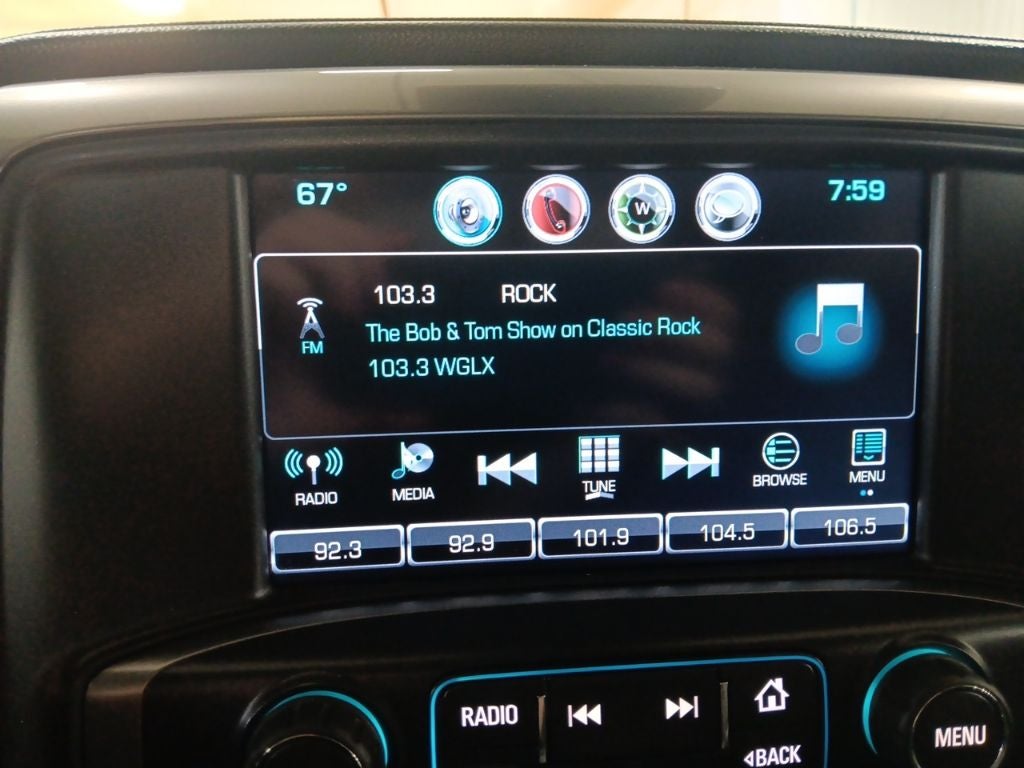 67° W 7:59
103.3 ROCK
The Bob & Tom Show on Classic Rock
103.3 WGLX
FM
RADIO MEDIA TUNE BROWSE MENU
92.3 92.9 101.9 104.5 106.5
RADIO
BACK
MENU